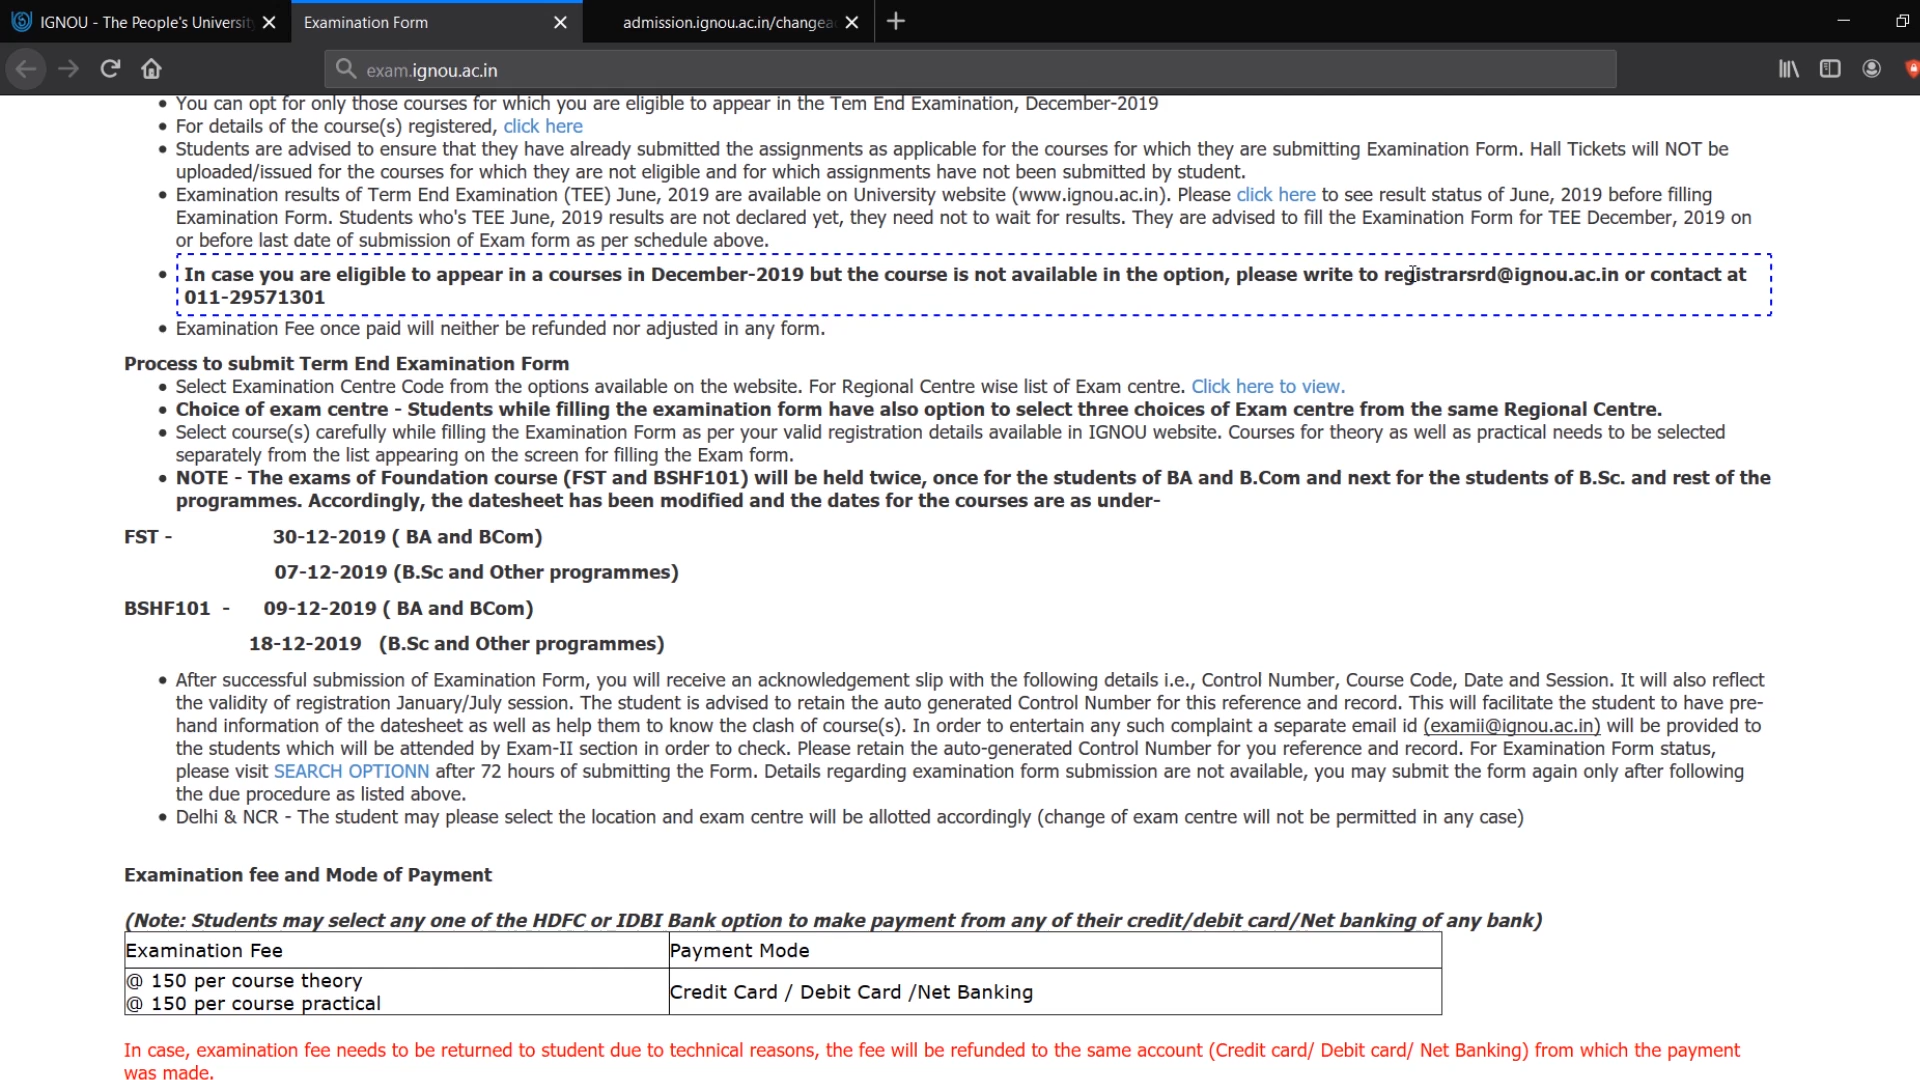 IGNOU - The People's Universit
Examination Form
admission.ignou.ac.in/changea
exam.ignou.ac.in
• You can opt for only those courses for which you are eligible to appear in the Tem End Examination, December-2019
• For details of the course(s) registered, click here
• Students are advised to ensure that they have already submitted the assignments as applicable for the courses for which they are submitting Examination Form. Hall Tickets will NOT be
uploaded/issued for the courses for which they are not eligible and for which assignments have not been submitted by student.
• Examination results of Term End Examination (TEE) June, 2019 are available on University website (www.ignou.ac.in). Please click here to see result status of June, 2019 before filling
Examination Form. Students who's TEE June, 2019 results are not declared yet, they need not to wait for results. They are advised to fill the Examination Form for TEE December, 2019 on
or before last date of submission of Exam form as per schedule above.
• In case you are eligible to appear in a courses in December-2019 but the course is not available in the option, please write to registrarsrd@ignou.ac.in or contact at
011-29571301
• Examination Fee once paid will neither be refunded nor adjusted in any form.
Process to submit Term End Examination Form
• Select Examination Centre Code from the options available on the website. For Regional Centre wise list of Exam centre. Click here to view.
• Choice of exam centre - Students while filling the examination form have also option to select three choices of Exam centre from the same Regional Centre.
• Select course(s) carefully while filling the Examination Form as per your valid registration details available in IGNOU website. Courses for theory as well as practical needs to be selected
separately from the list appearing on the screen for filling the Exam form.
• NOTE - The exams of Foundation course (FST and BSHF101) will be held twice, once for the students of BA and B.Com and next for the students of B.Sc. and rest of the
programmes. Accordingly, the datesheet has been modified and the dates for the courses are as under-
FST - 30-12-2019 ( BA and BCom)
07-12-2019 (B.Sc and Other programmes)
BSHF101 - 09-12-2019 ( BA and BCom)
18-12-2019 (B.Sc and Other programmes)
• After successful submission of Examination Form, you will receive an acknowledgement slip with the following details i.e., Control Number, Course Code, Date and Session. It will also reflect
the validity of registration January/July session. The student is advised to retain the auto generated Control Number for this reference and record. This will facilitate the student to have pre-
hand information of the datesheet as well as help them to know the clash of course(s). In order to entertain any such complaint a separate email id (examii@ignou.ac.in) will be provided to
the students which will be attended by Exam-II section in order to check. Please retain the auto-generated Control Number for you reference and record. For Examination Form status,
please visit SEARCH OPTIONN after 72 hours of submitting the Form. Details regarding examination form submission are not available, you may submit the form again only after following
the due procedure as listed above.
• Delhi & NCR - The student may please select the location and exam centre will be allotted accordingly (change of exam centre will not be permitted in any case)
Examination fee and Mode of Payment
(Note: Students may select any one of the HDFC or IDBI Bank option to make payment from any of their credit/debit card/Net banking of any bank)
Examination Fee Payment Mode
@ 150 per course theory
@ 150 per course practical
Credit Card / Debit Card /Net Banking
In case, examination fee needs to be returned to student due to technical reasons, the fee will be refunded to the same account (Credit card/ Debit card/ Net Banking) from which the payment
was made.